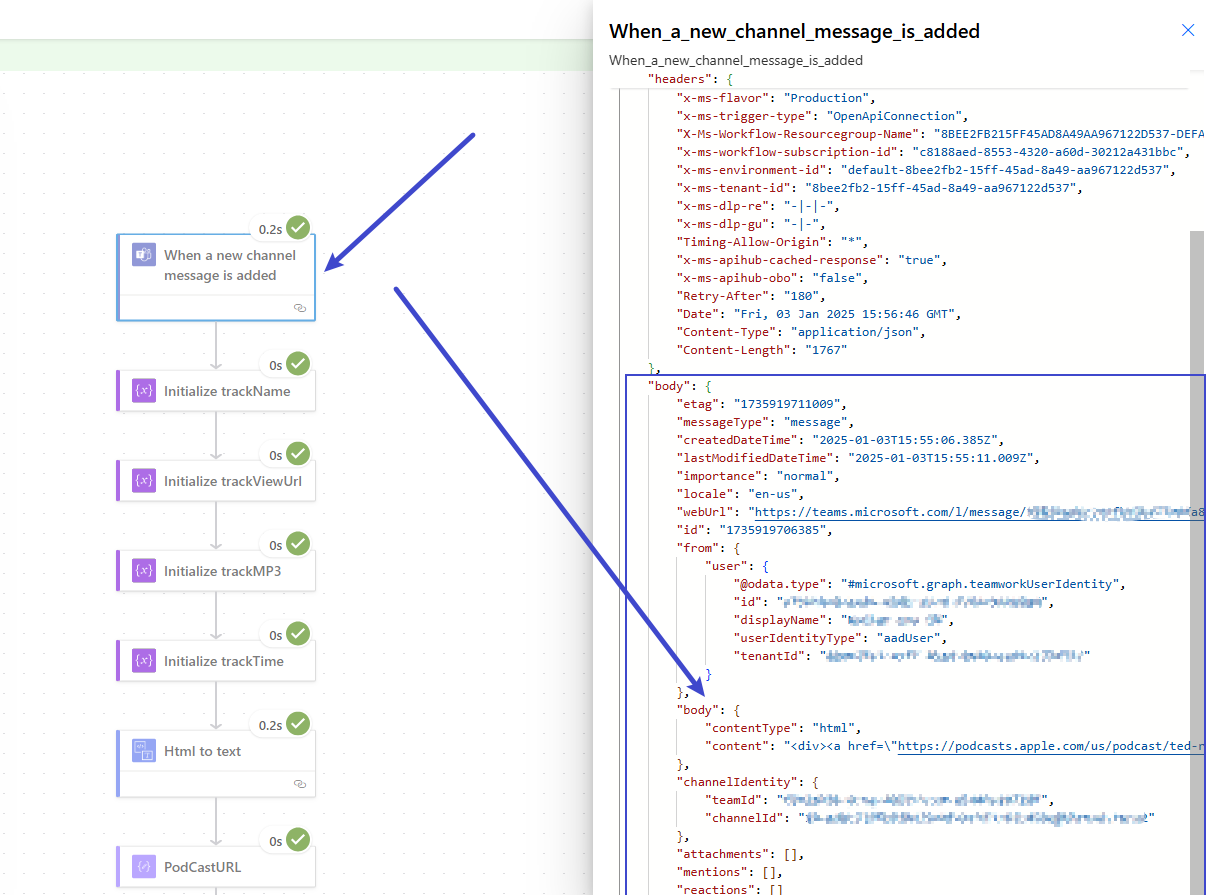 When_a_new_channel_message_is_added
When_a_new_channel_message_is_added
"headers": {
"x-ms-flavor": "Production",
"x-ms-trigger-type": "OpenApiConnection",
"X-Ms-Workflow-Resourcegroup-Name": "8BEE2FB215FF45AD8A49AA967122D537-DEFA
"x-ms-workflow-subscription-id": "c8188aed-8553-4320-a60d-30212a431bbc",
"x-ms-environment-id": "default-8bee2fb2-15ff-45ad-8a49-aa967122d537",
"x-ms-tenant-id": "8bee2fb2-15ff-45ad-8a49-aa967122d537",
"x-ms-dlp-re": "-|-|-",
"x-ms-dlp-gu": "-|-",
"Timing-Allow-Origin": "*",
"x-ms-apihub-cached-response": "true",
"x-ms-apihub-obo": "false",
"Retry-After": "180",
"Date": "Fri, 03 Jan 2025 15:56:46 GMT",
"Content-Type": "application/json",
"Content-Length": "1767"
},
"body": {
"etag": "1735919711009",
"messageType": "message",
"createdDateTime": "2025-01-03T15:55:06.385Z",
"lastModifiedDateTime": "2025-01-03T15:55:11.009Z",
"importance": "normal",
"locale": "en-us",
"webUrl": "https://teams.microsoft.com/l/message/
"id": "1735919706385",
"from": {
"user": {
"@odata.type": "#microsoft.graph.teamworkUserIdentity",
"id": "
",
"displayName": "
",
"userIdentityType": "aadUser",
"tenantId": "
"
}
},
"body": {
"contentType": "html",
"content": "<div><a href=\"https://podcasts.apple.com/us/podcast/ted-r
},
"channelIdentity": {
"teamId": "
",
"channelId": "
"
},
"attachments": [],
"mentions": [],
"reactions": []
0.2s
When a new channel
message is added
0s
Initialize trackName
0s
Initialize trackViewUrl
0s
Initialize trackMP3
0s
Initialize trackTime
0.2s
Html to text
0s
PodCastURL